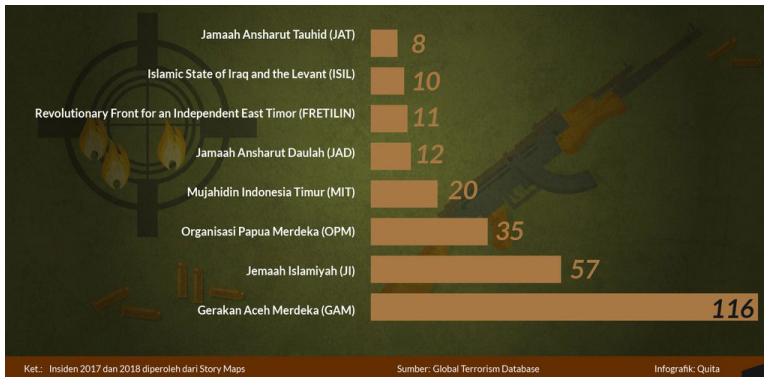 Jamaah Ansharut Tauhid (JAT) 8
Islamic State of Iraq and the Levant (ISIL) 10
Revolutionary Front for an Independent East Timor (FRETILIN) 11
Jamaah Ansharut Daulah (JAD) 12
Mujahidin Indonesia Timur (MIT) 20
Organisasi Papua Merdeka (OPM) 35
Jemaah Islamiyah (JI) 57
Gerakan Aceh Merdeka (GAM) 116
Ket.: Insiden 2017 dan 2018 diperoleh dari Story Maps Sumber: Global Terrorism Database Infografik: Quita